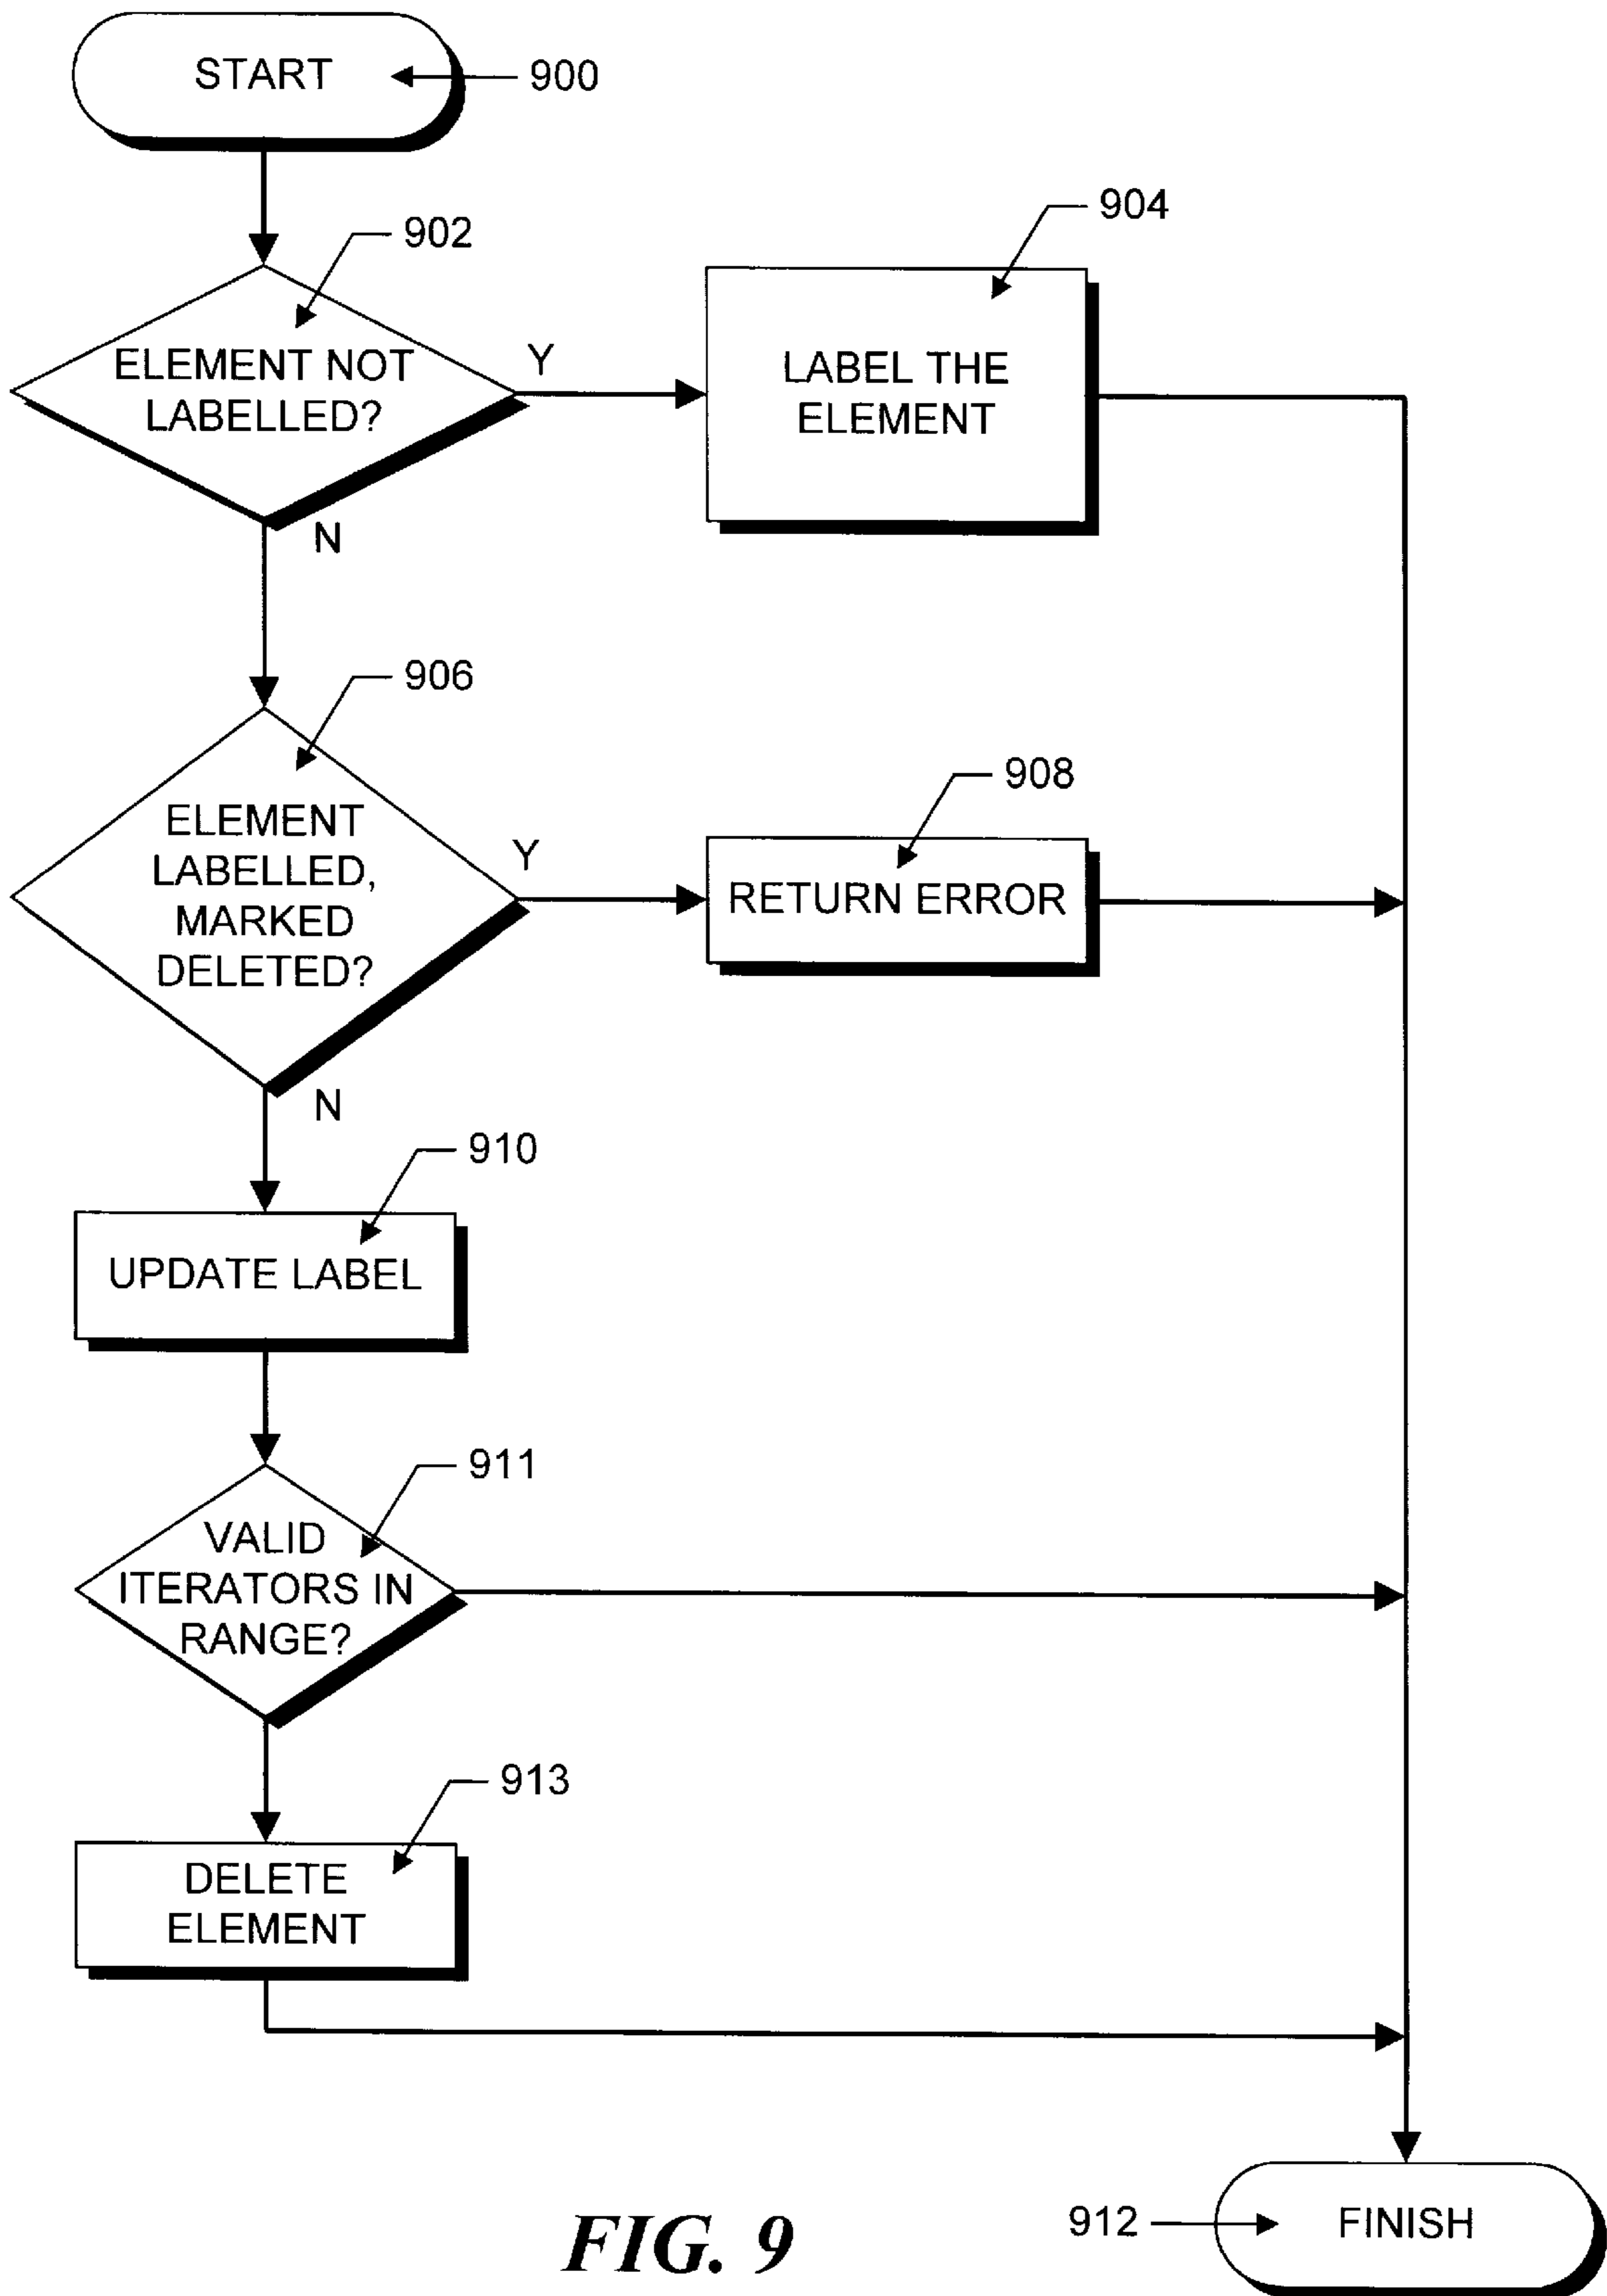 START
900
902
904
ELEMENT NOT
LABELLED?
Y
LABEL THE
ELEMENT
N
906
908
ELEMENT
LABELLED,
MARKED
DELETED?
Y
RETURN ERROR
N
910
UPDATE LABEL
911
VALID
ITERATORS IN
RANGE?
913
DELETE
ELEMENT
912
FINISH
FIG. 9